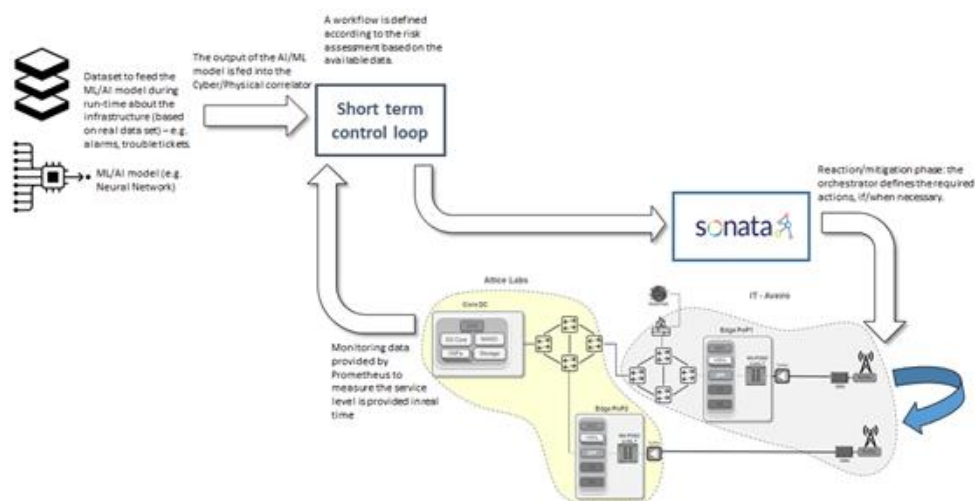 A workflow is defined
according to the risk
assessment based on the
available data.
The output of the AI/ML
model is fed into the
Cyber/Physical correlator
Dataset to feed the
ML/AI model during
run-time about the
infrastructure (based
on real data set) – e.g.
alarms, trouble tickets.
ML/AI model (e.g.
Neural Network)
Short term
control loop
Reaction/mitigation phase: the
orchestrator defines the required
actions, if/when necessary.
sonata
Altice Labs
IT - Aveiro
Core DC
5G Core
MANO
VNFs
Storage
Edge PoP1
Monitoring data
provided by
Prometheus to
measure the service
level is provided in real
time
Edge PoP2